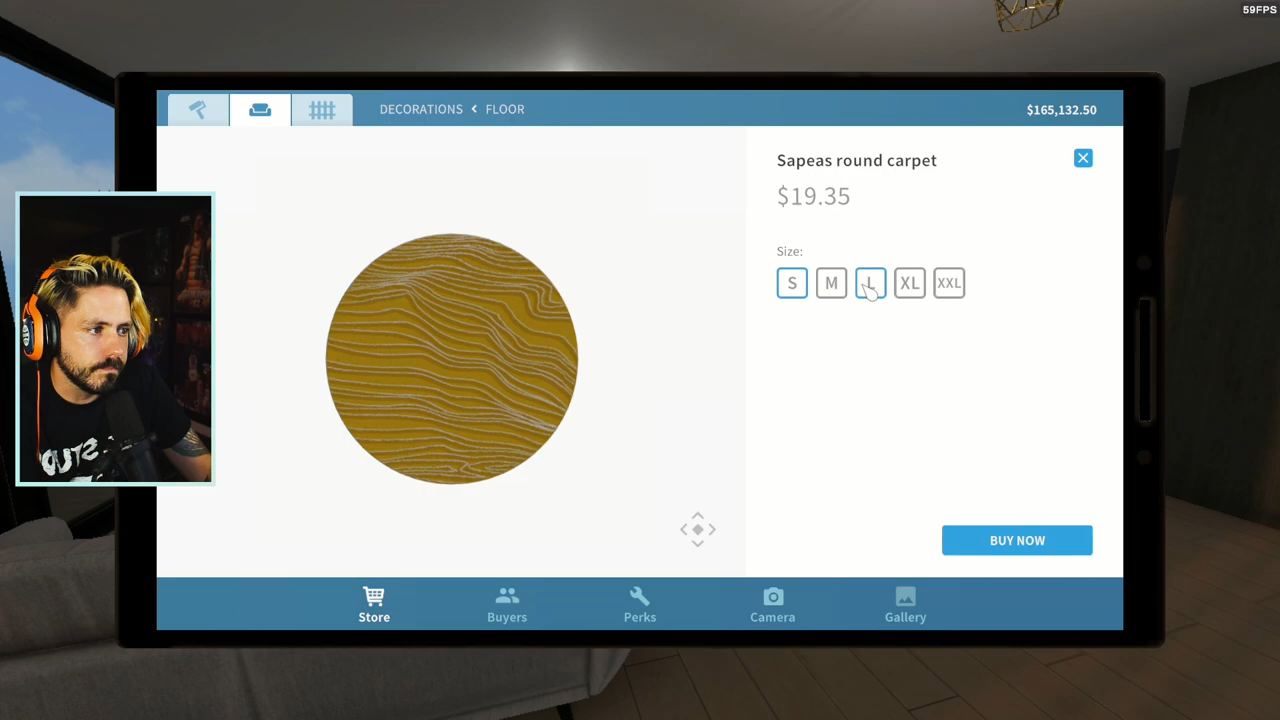 59FPS
DECORATIONS < FLOOR
$165,132.50
Sapeas round carpet
$19.35
Size:
S M L XL XXL
BUY NOW
Store Buyers Perks Camera Gallery